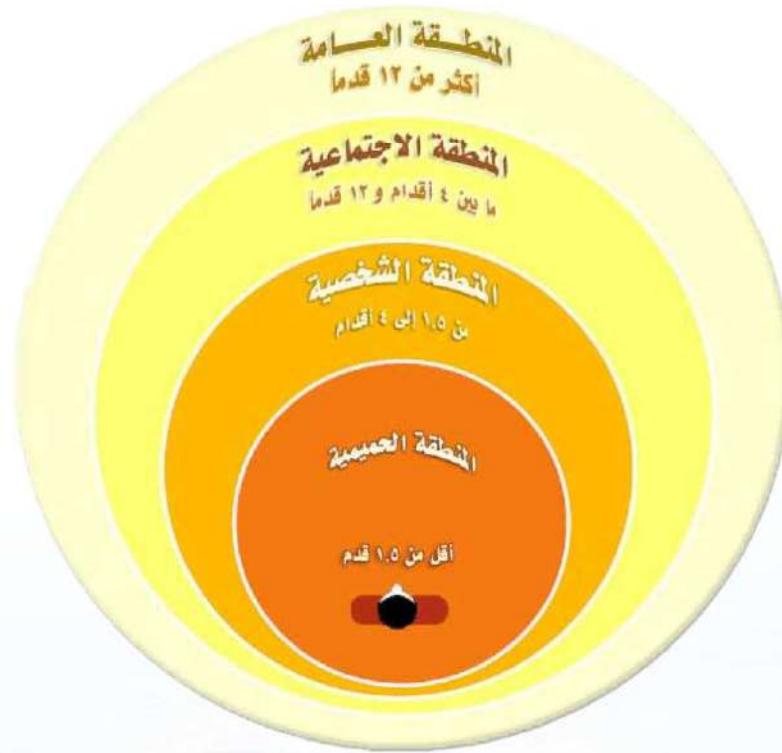 المنطقة العامة
أكثر من ١٢ قدماً
المنطقة الاجتماعية
ما بين ٤ أقدام و ١٢ قدماً
المنطقة الشخصية
من ١.٥ إلى ٤ أقدام
المنطقة الحميمية
أقل من ١.٥ قدم